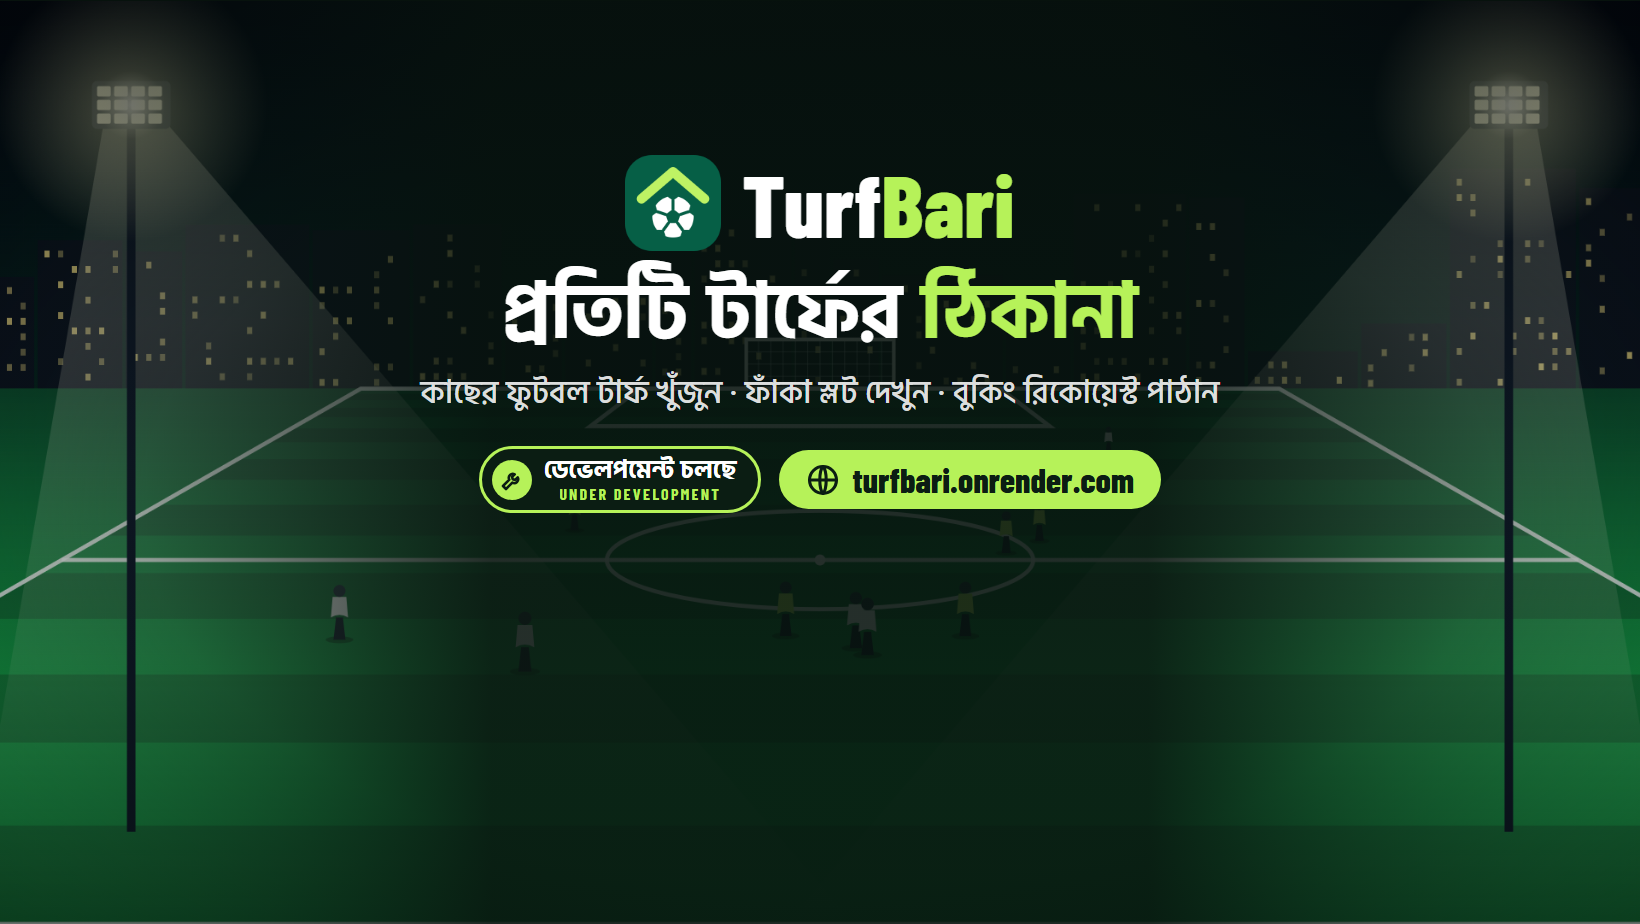 TurfBari
প্রতিটি টার্ফের ঠিকানা
কাছের ফুটবল টার্ফ খুঁজুন · ফাঁকা স্লট দেখুন · বুকিং রিকোয়েস্ট পাঠান
ডেভেলপমেন্ট চলছে
UNDER DEVELOPMENT
turfbari.onrender.com